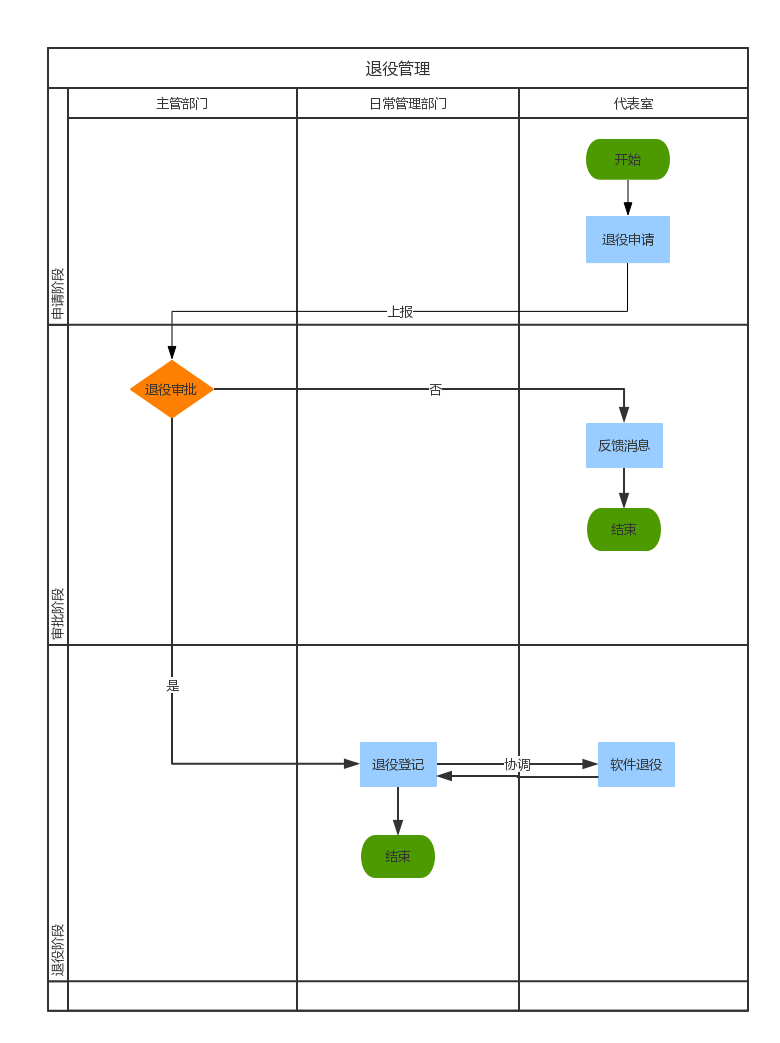 退役管理
主管部门
日常管理部门
代表室
申请阶段
开始
退役申请
上报
审批阶段
退役审批
否
反馈消息
结束
退役阶段
是
退役登记
协调
软件退役
结束